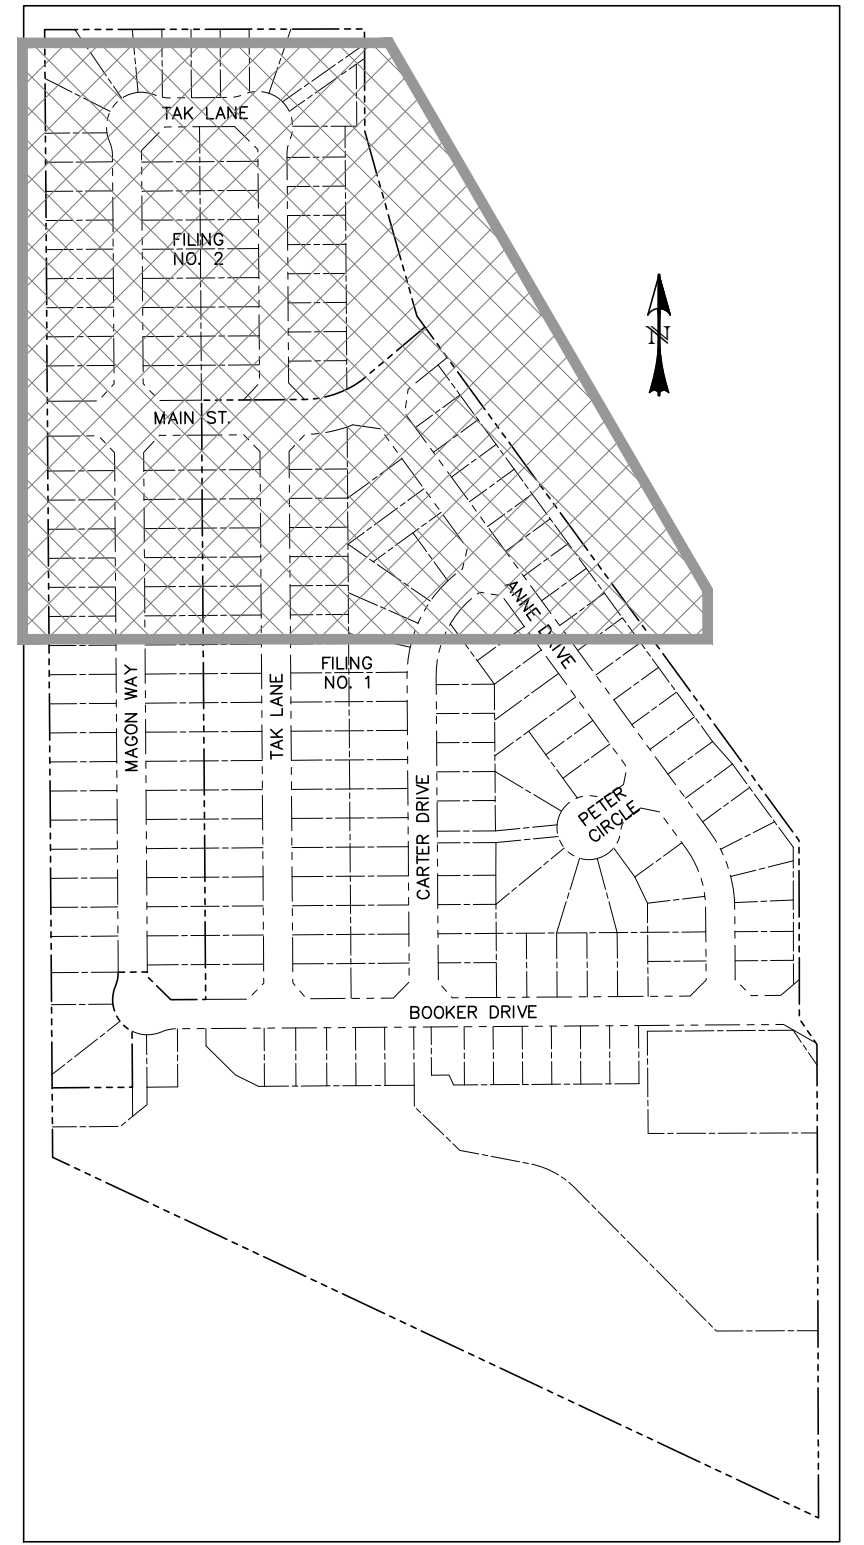 TAK LANE
FILING
NO. 2
N
MAIN ST.
ANNE DRIVE
FILING
NO. 1
MAGON WAY
TAK LANE
CARTER DRIVE
PETER
CIRCLE
BOOKER DRIVE